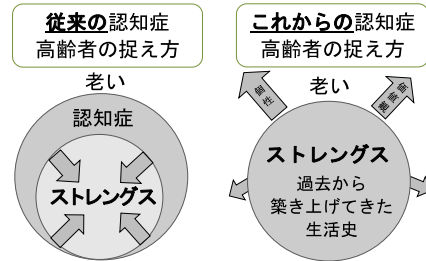 従来の認知症
高齢者の捉え方
老い
認知症
ストレングス
これからの認知症
高齢者の捉え方
老い
個性
ストレングス
過去から
築き上げてきた
生活史